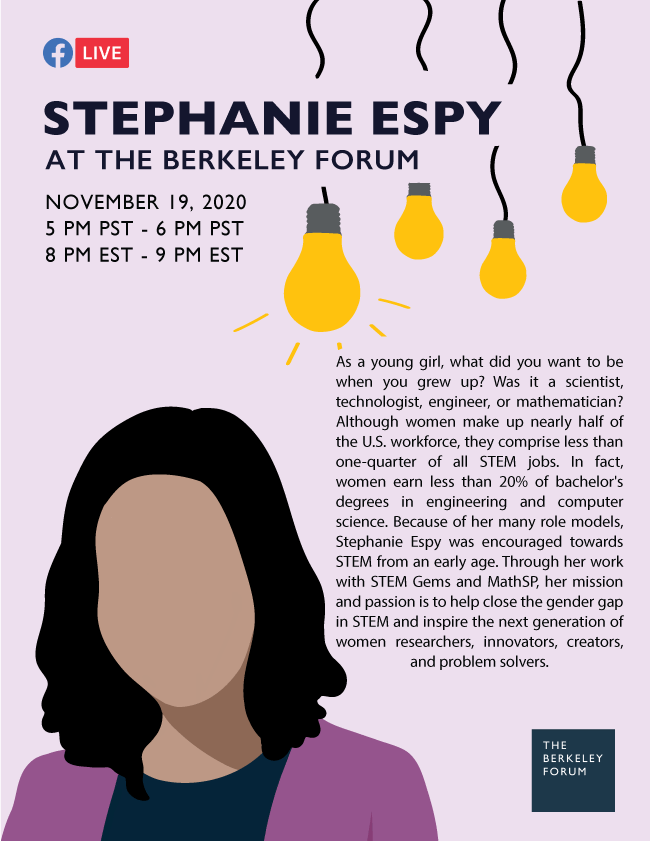 f LIVE
STEPHANIE ESPY
AT THE BERKELEY FORUM
NOVEMBER 19, 2020
5 PM PST - 6 PM PST
8 PM EST - 9 PM EST
As a young girl, what did you want to be
when you grew up? Was it a scientist,
technologist, engineer, or mathematician?
Although women make up nearly half of
the U.S. workforce, they comprise less than
one-quarter of all STEM jobs. In fact,
women earn less than 20% of bachelor's
degrees in engineering and computer
science. Because of her many role models,
Stephanie Espy was encouraged towards
STEM from an early age. Through her work
with STEM Gems and MathSP, her mission
and passion is to help close the gender gap
in STEM and inspire the next generation of
women researchers, innovators, creators,
and problem solvers.
THE
BERKELEY
FORUM